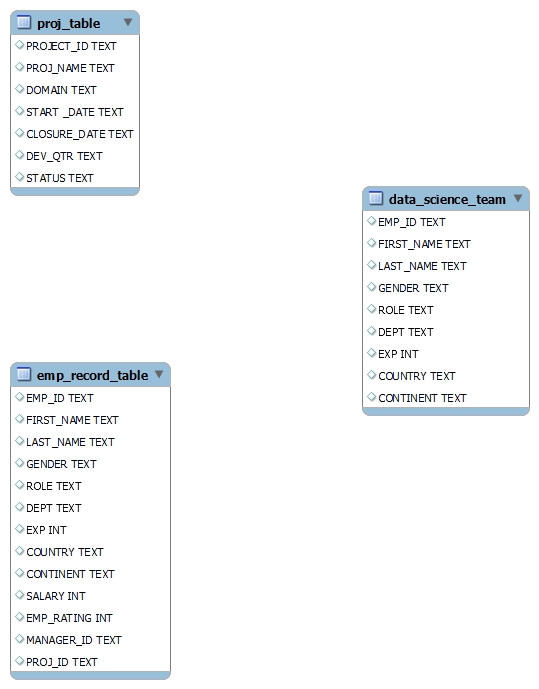 proj_table
PROJECT_ID TEXT
PROJ_NAME TEXT
DOMAIN TEXT
START _DATE TEXT
CLOSURE_DATE TEXT
DEV_QTR TEXT
STATUS TEXT
data_science_team
EMP_ID TEXT
FIRST_NAME TEXT
LAST_NAME TEXT
GENDER TEXT
ROLE TEXT
DEPT TEXT
EXP INT
COUNTRY TEXT
CONTINENT TEXT
emp_record_table
EMP_ID TEXT
FIRST_NAME TEXT
LAST_NAME TEXT
GENDER TEXT
ROLE TEXT
DEPT TEXT
EXP INT
COUNTRY TEXT
CONTINENT TEXT
SALARY INT
EMP_RATING INT
MANAGER_ID TEXT
PROJ_ID TEXT